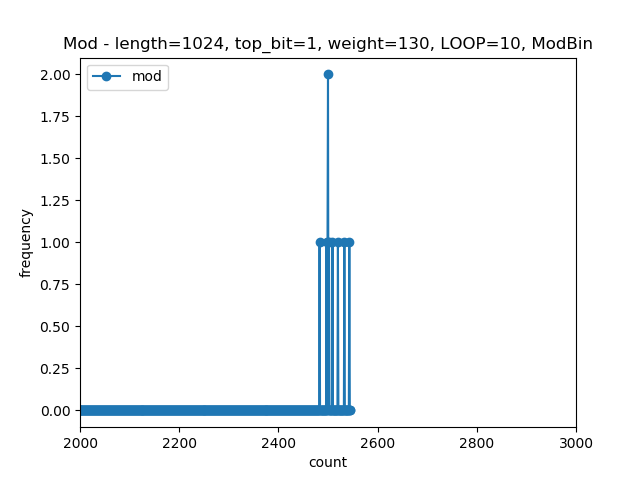 Mod - length=1024, top_bit=1, weight=130, LOOP=10, ModBin
mod
2.00
1.75
1.50
1.25
1.00
0.75
0.50
0.25
0.00
frequency
2000 2200 2400 2600 2800 3000
count